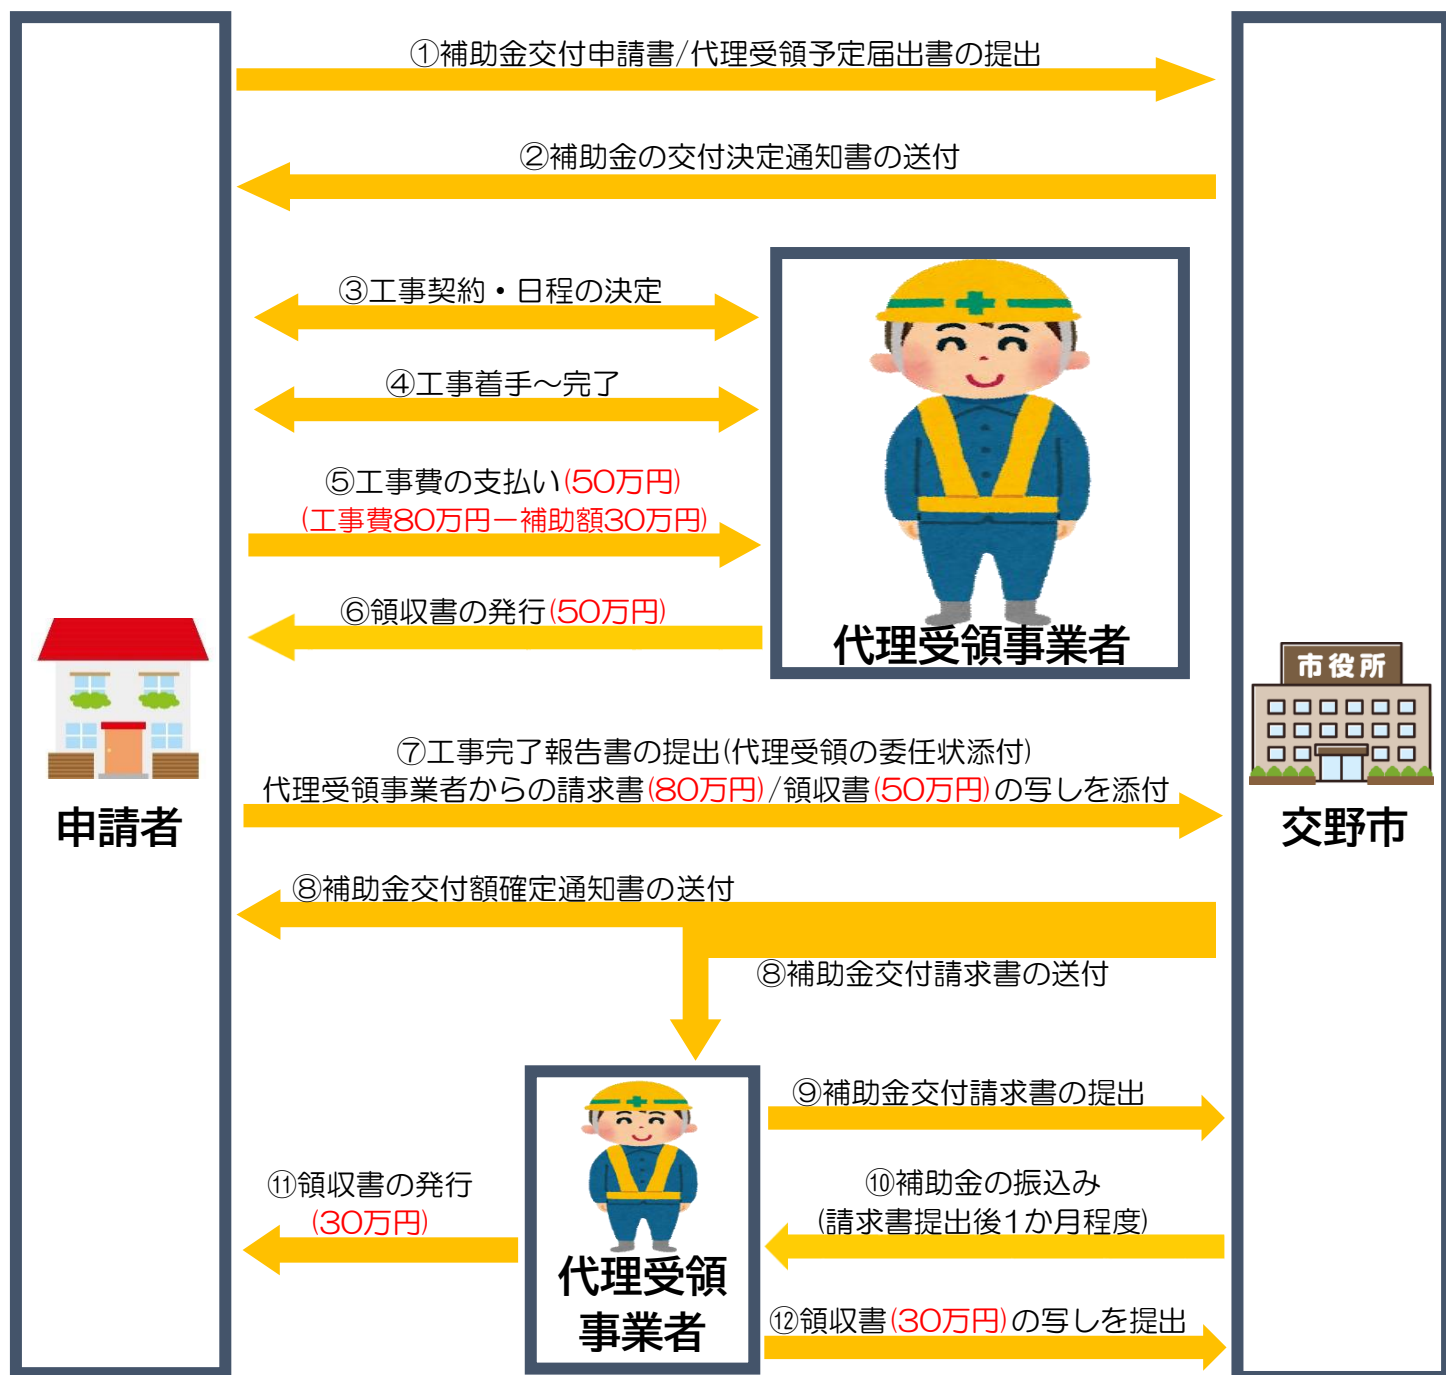 ①補助金交付申請書/代理受領予定届出書の提出
②補助金の交付決定通知書の送付
③工事契約・日程の決定
④工事着手～完了
⑤工事費の支払い(50万円)
(工事費80万円－補助額30万円)
⑥領収書の発行(50万円)
代理受領事業者
市役所
⑦工事完了報告書の提出(代理受領の委任状添付)
代理受領事業者からの請求書(80万円)/領収書(50万円)の写しを添付
申請者
交野市
⑧補助金交付額確定通知書の送付
⑧補助金交付請求書の送付
⑨補助金交付請求書の提出
⑩補助金の振込み
(請求書提出後1か月程度)
⑪領収書の発行
(30万円)
代理受領
事業者
⑫領収書(30万円)の写しを提出